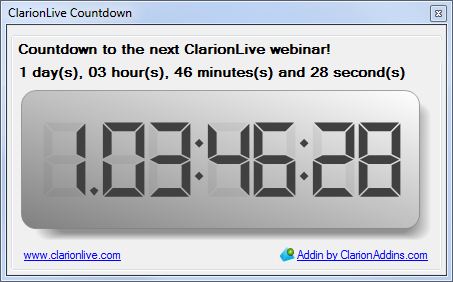 ClarionLive Countdown
Countdown to the next ClarionLive webinar!
1 day(s), 03 hour(s), 46 minutes(s) and 28 second(s)
1.03:46:28
www.clarionlive.com
Addin by ClarionAddins.com